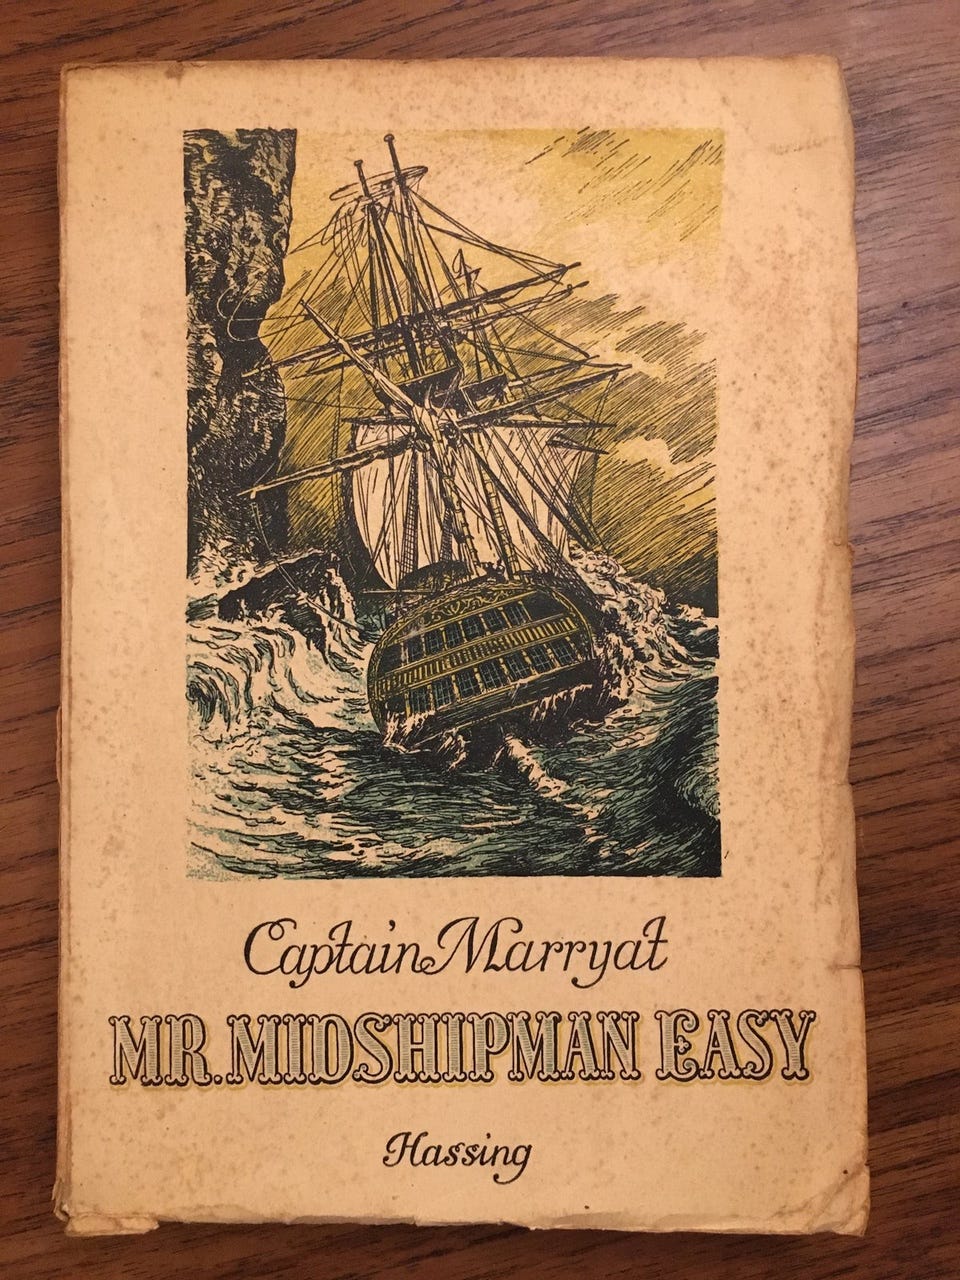 Captain Marryat
MR. MIDSHIPMAN EASY
Hassing